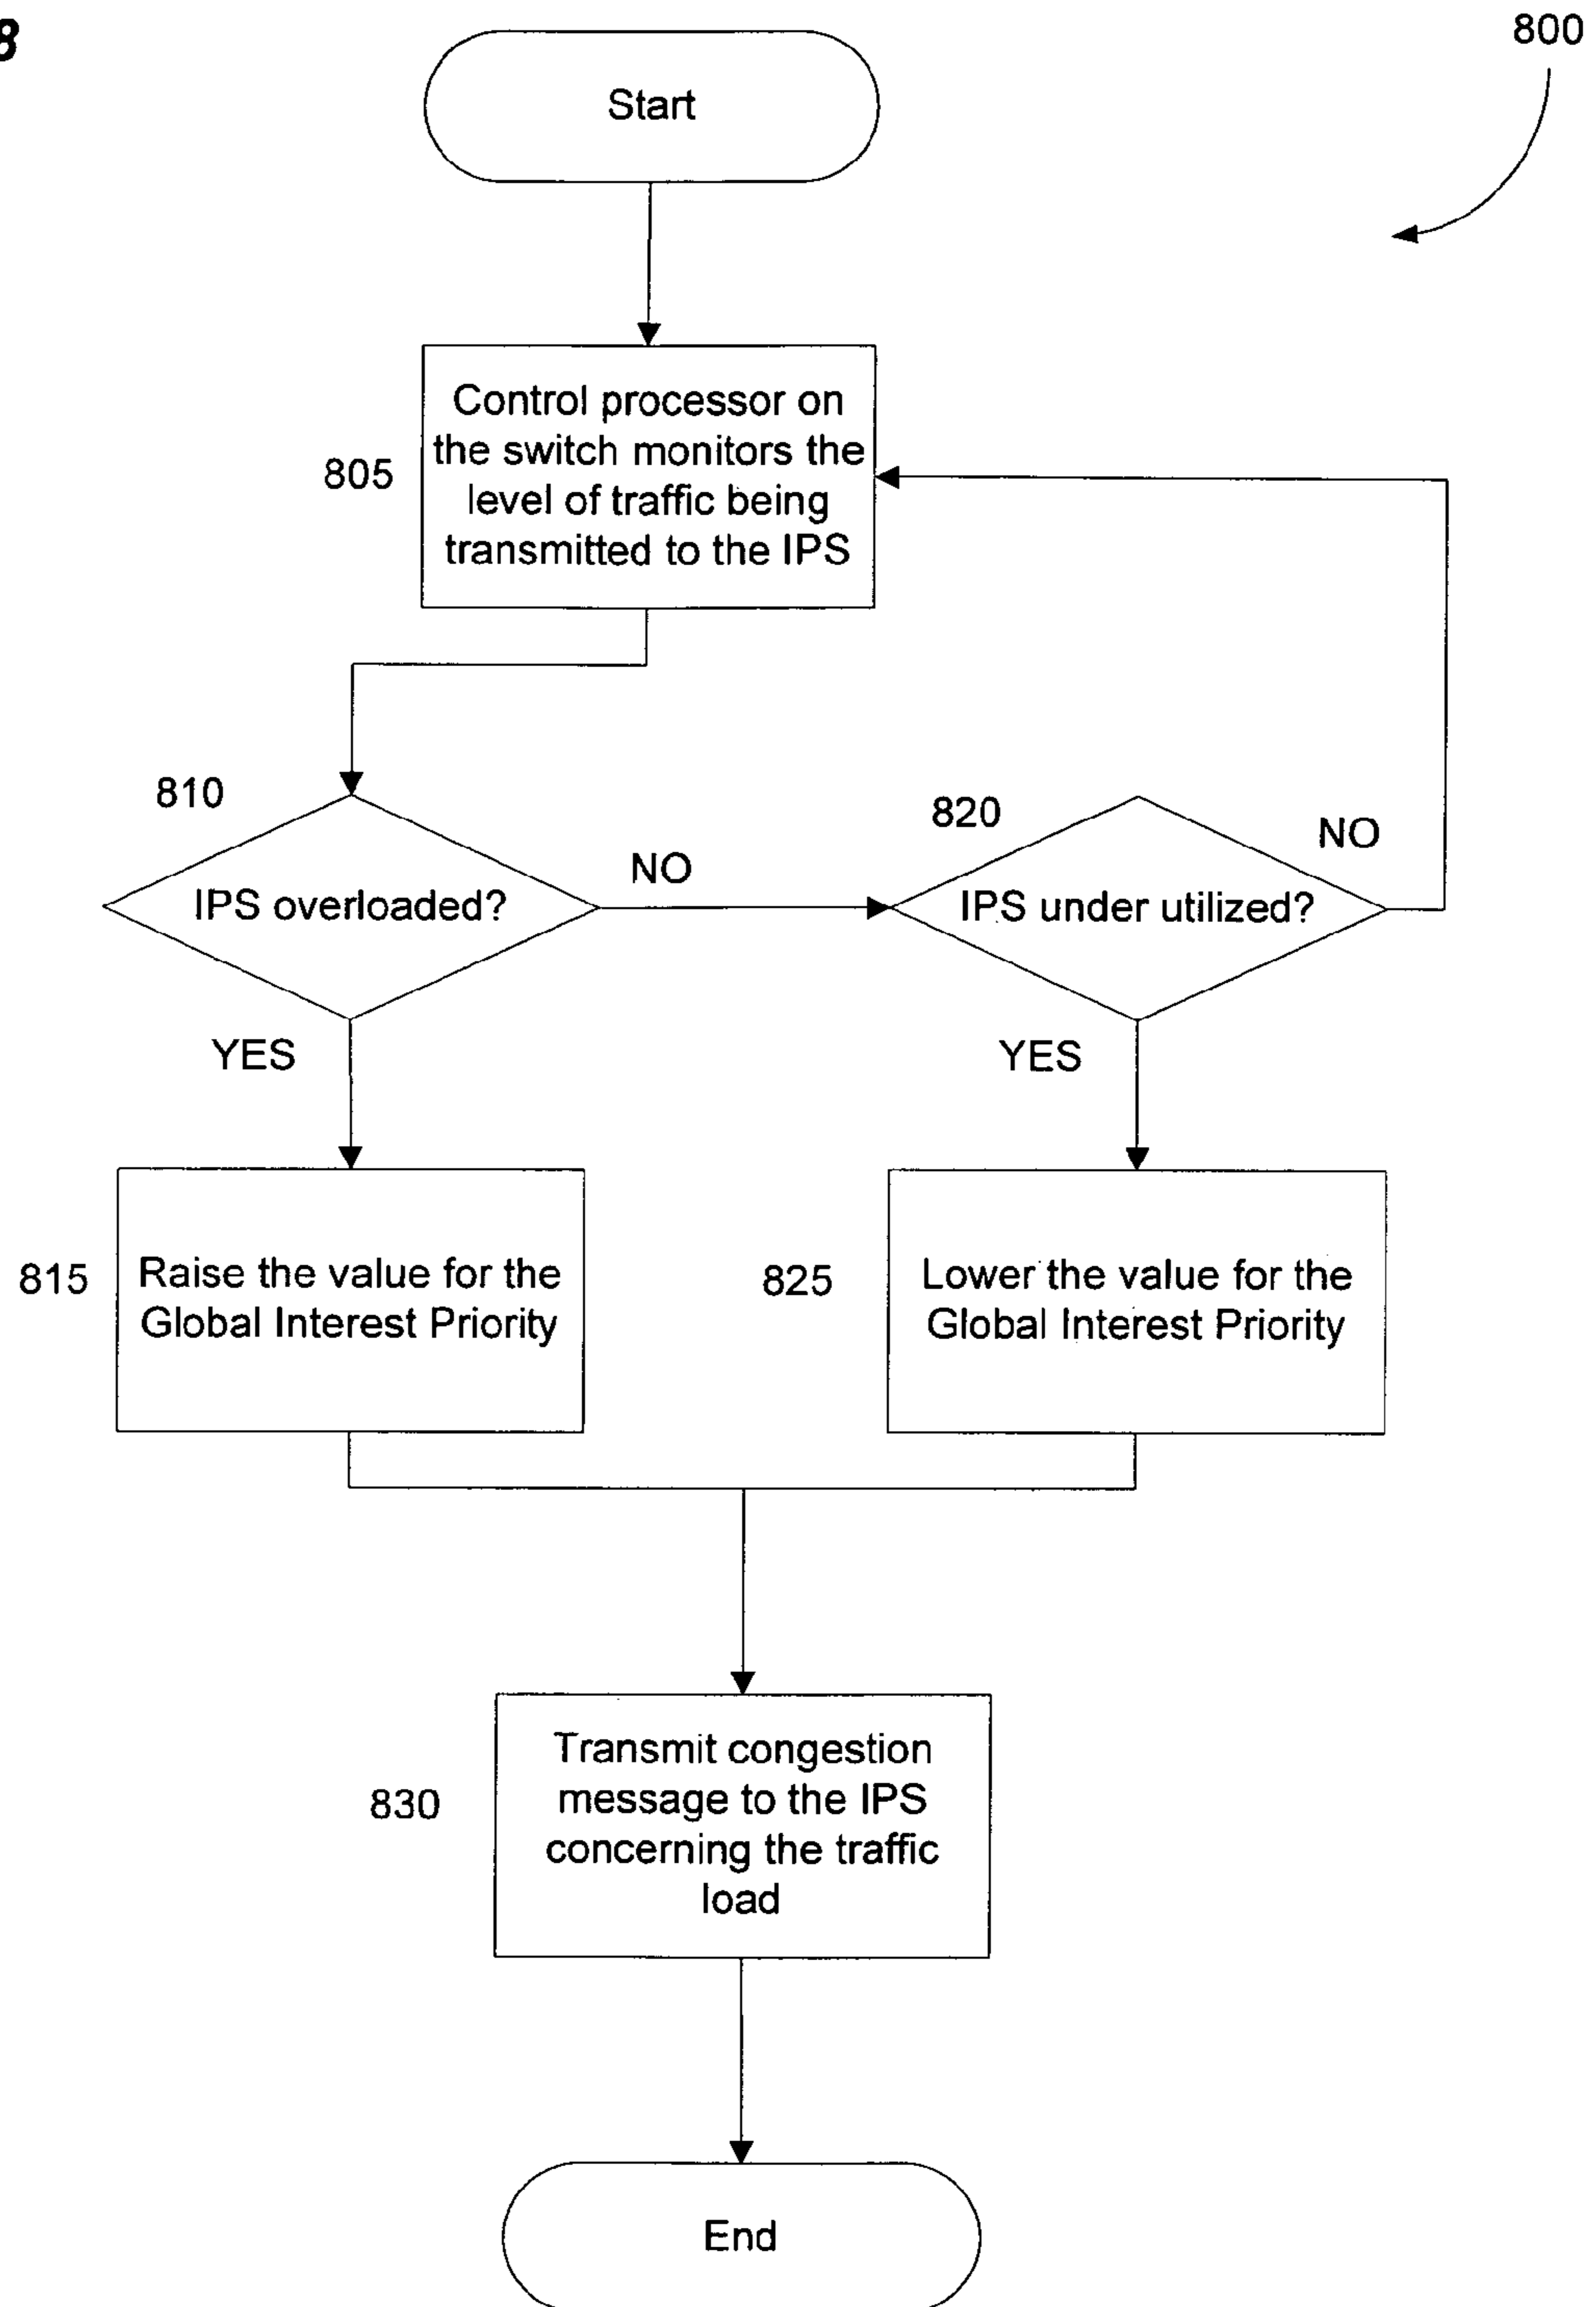 8
800
Start
Control processor on
the switch monitors the
level of traffic being
transmitted to the IPS
805
810
IPS overloaded?
NO
820
IPS under utilized?
NO
YES
YES
815
Raise the value for the
Global Interest Priority
825
Lower the value for the
Global Interest Priority
830
Transmit congestion
message to the IPS
concerning the traffic
load
End